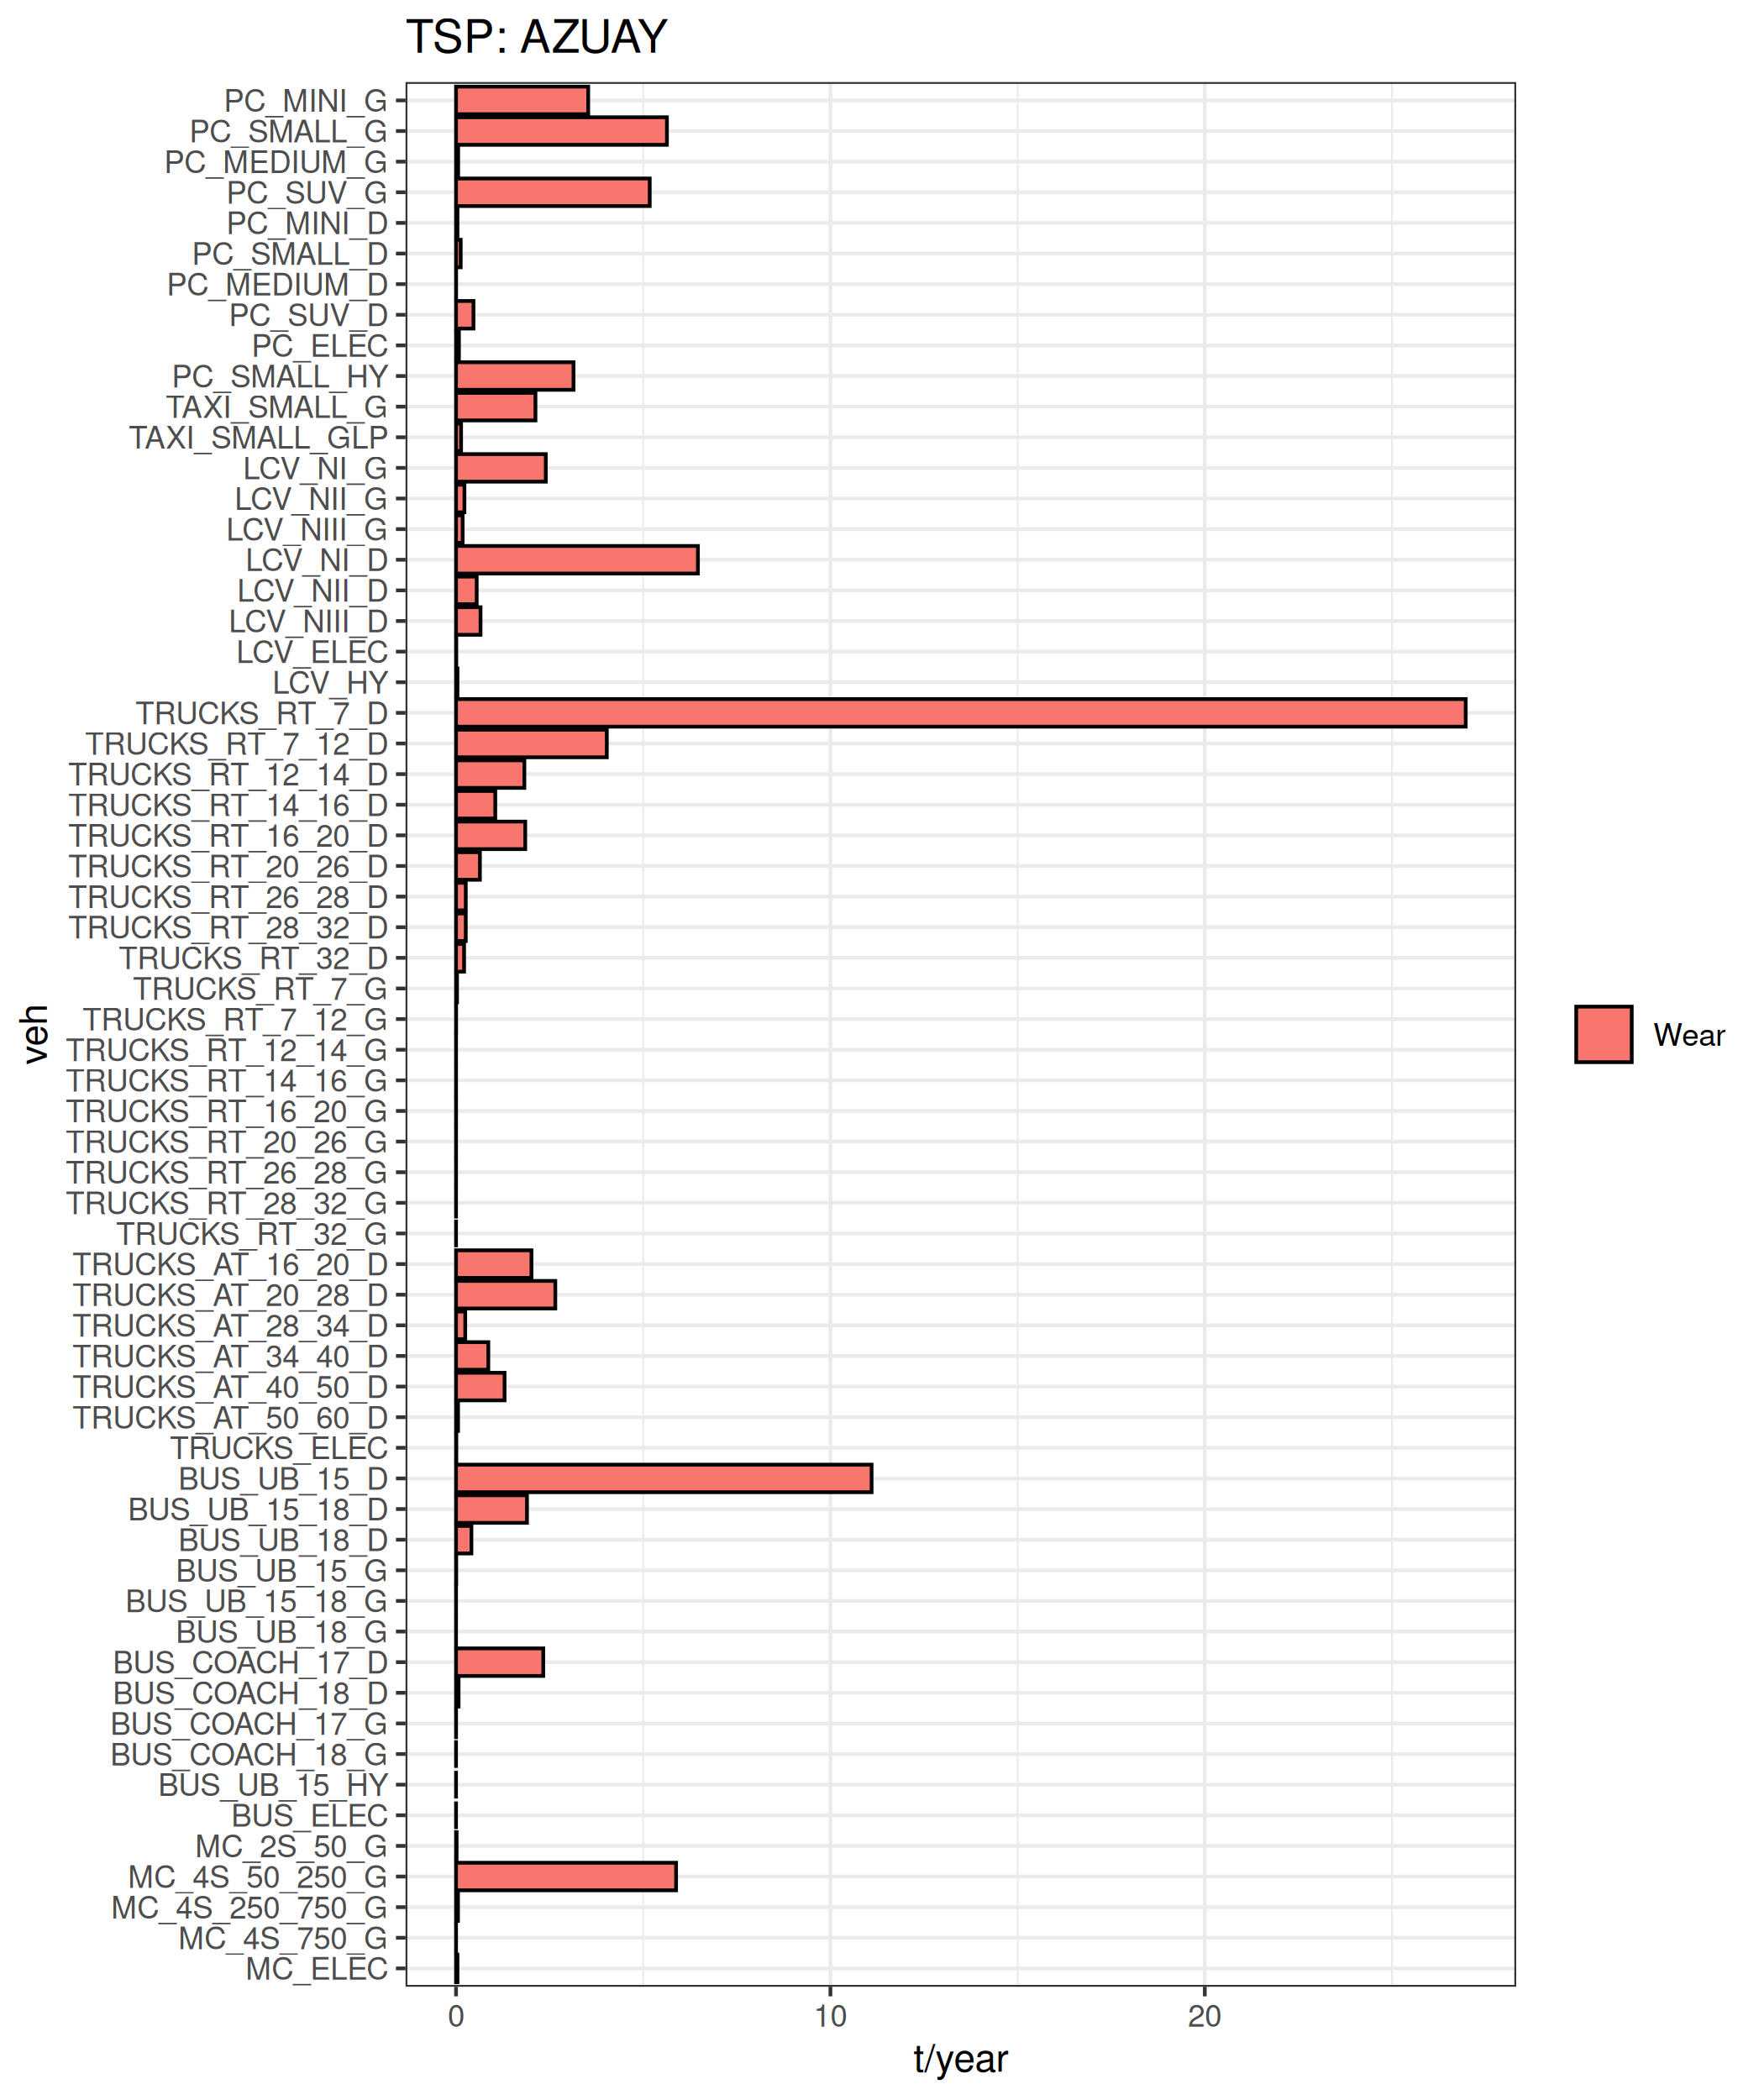 TSP: AZUAY
PC_MINI_G
PC_SMALL_G
PC_MEDIUM_G
PC_SUV_G
PC_MINI_D
PC_SMALL_D
PC_MEDIUM_D
PC_SUV_D
PC_ELEC
PC_SMALL_HY
TAXI_SMALL_G
TAXI_SMALL_GLP
LCV_NI_G
LCV_NII_G
LCV_NIII_G
LCV_NI_D
LCV_NII_D
LCV_NIII_D
LCV_ELEC
LCV_HY
TRUCKS_RT_7_D
TRUCKS_RT_7_12_D
TRUCKS_RT_12_14_D
TRUCKS_RT_14_16_D
TRUCKS_RT_16_20_D
TRUCKS_RT_20_26_D
TRUCKS_RT_26_28_D
TRUCKS_RT_28_32_D
TRUCKS_RT_32_D
TRUCKS_RT_7_G
TRUCKS_RT_7_12_G
TRUCKS_RT_12_14_G
TRUCKS_RT_14_16_G
TRUCKS_RT_16_20_G
TRUCKS_RT_20_26_G
TRUCKS_RT_26_28_G
TRUCKS_RT_28_32_G
TRUCKS_RT_32_G
TRUCKS_AT_16_20_D
TRUCKS_AT_20_28_D
TRUCKS_AT_28_34_D
TRUCKS_AT_34_40_D
TRUCKS_AT_40_50_D
TRUCKS_AT_50_60_D
TRUCKS_ELEC
BUS_UB_15_D
BUS_UB_15_18_D
BUS_UB_18_D
BUS_UB_15_G
BUS_UB_15_18_G
BUS_UB_18_G
BUS_COACH_17_D
BUS_COACH_18_D
BUS_COACH_17_G
BUS_COACH_18_G
BUS_UB_15_HY
BUS_ELEC
MC_2S_50_G
MC_4S_50_250_G
MC_4S_250_750_G
MC_4S_750_G
MC_ELEC
veh
0 10 20
t/year
Wear